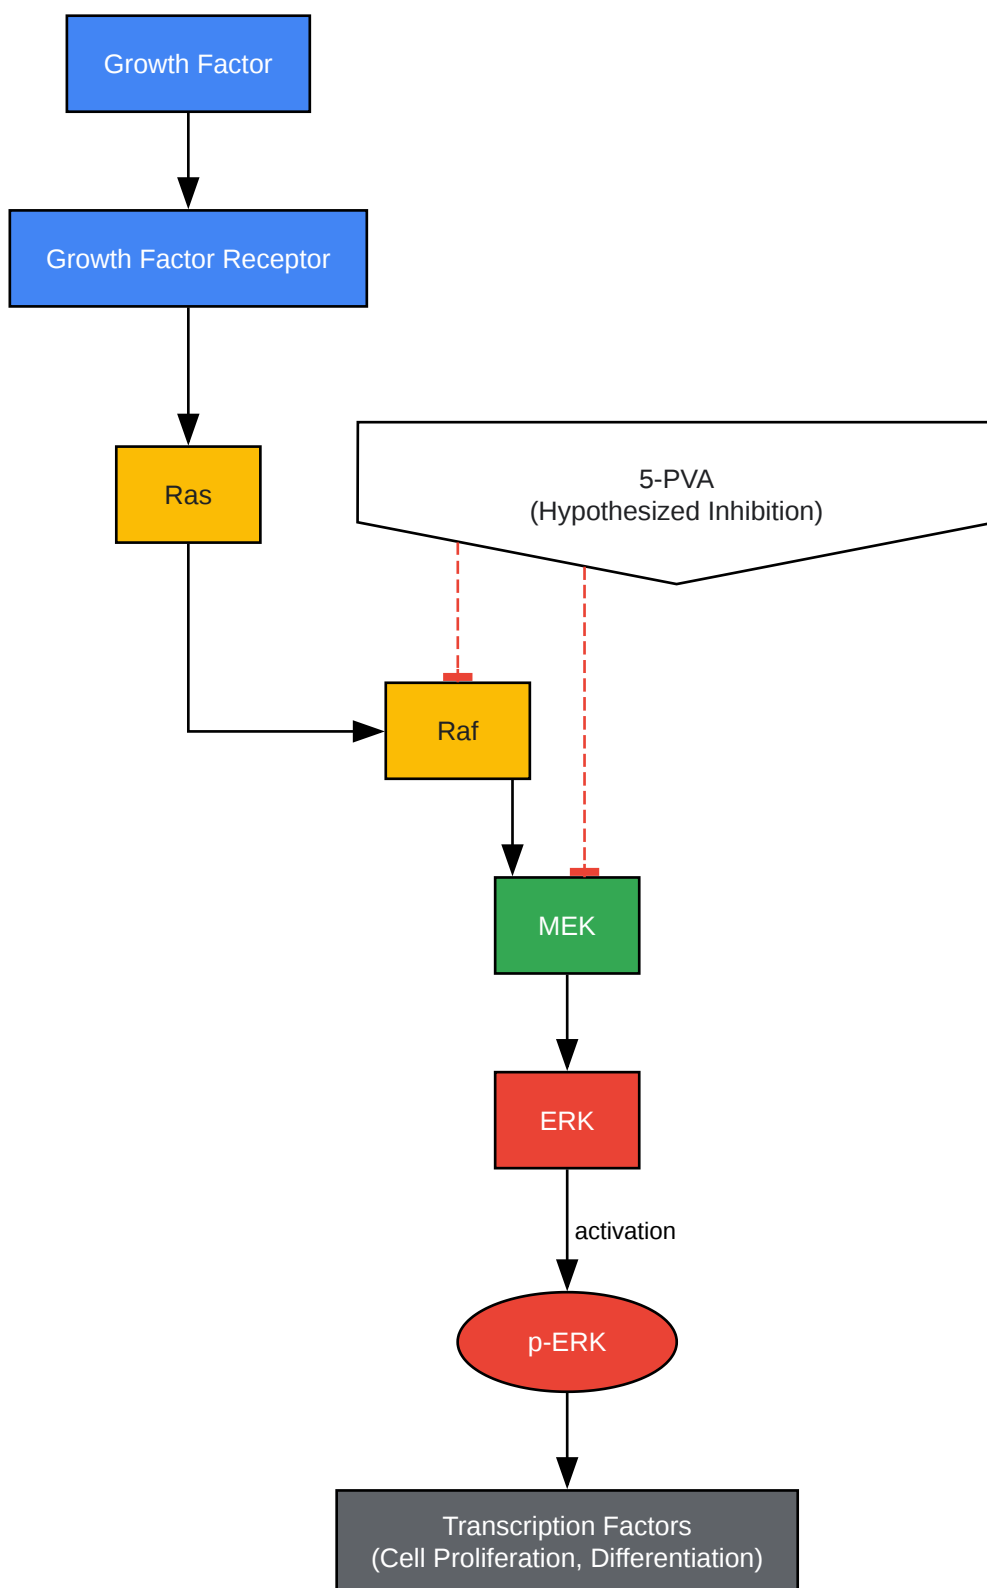 Growth Factor
Growth Factor Receptor
Ras
5-PVA
(Hypothesized Inhibition)
Raf
MEK
ERK
activation
p-ERK
Transcription Factors
(Cell Proliferation, Differentiation)